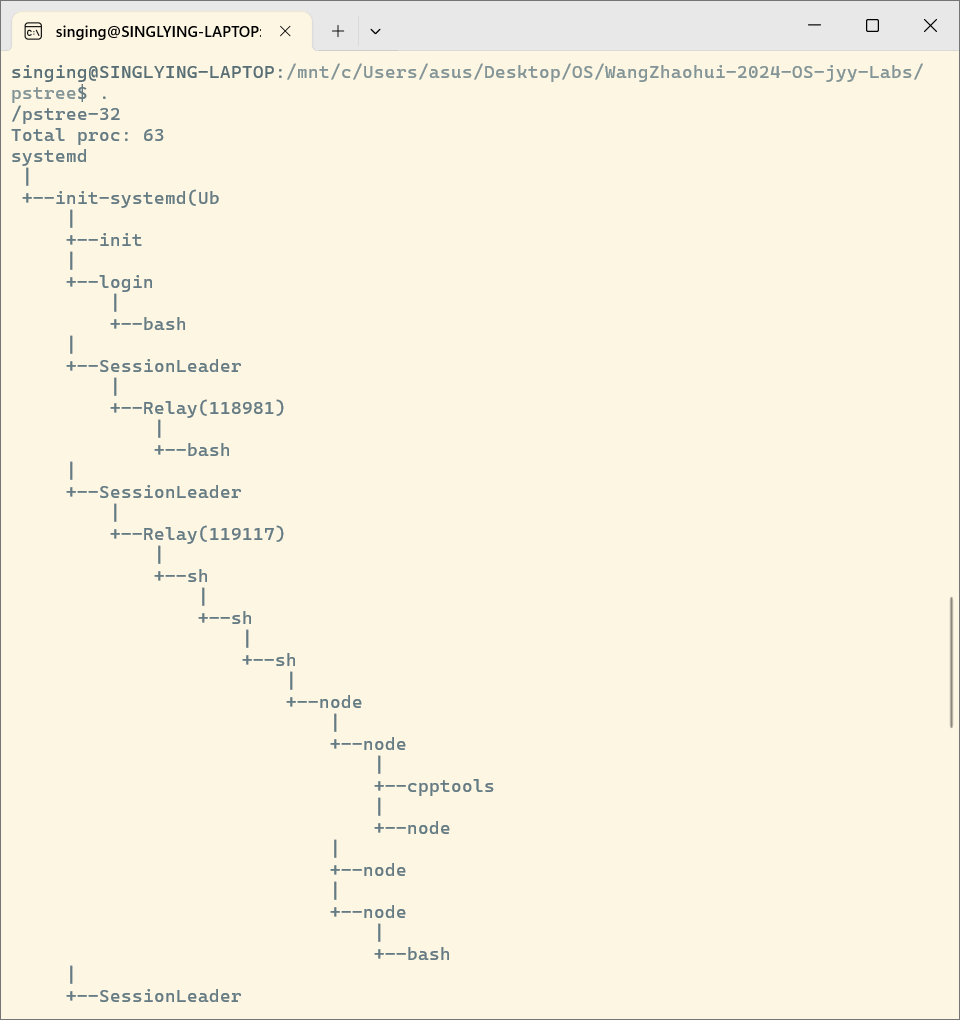 singing@SINGLYING-LAPTOP:
singing@SINGLYING-LAPTOP:/mnt/c/Users/asus/Desktop/OS/WangZhaohui-2024-OS-jyy-Labs/
pstree$ .
/pstree-32
Total proc: 63
systemd
 |
 +--init-systemd(Ub
     |
     +--init
     |
     +--login
         |
         +--bash
     |
     +--SessionLeader
         |
         +--Relay(118981)
             |
             +--bash
     |
     +--SessionLeader
         |
         +--Relay(119117)
             |
             +--sh
                 |
                 +--sh
                     |
                     +--sh
                         |
                         +--node
                             |
                             +--node
                                 |
                                 +--cpptools
                                 |
                                 +--node
                             |
                             +--node
                             |
                             +--node
                                 |
                                 +--bash
     |
     +--SessionLeader